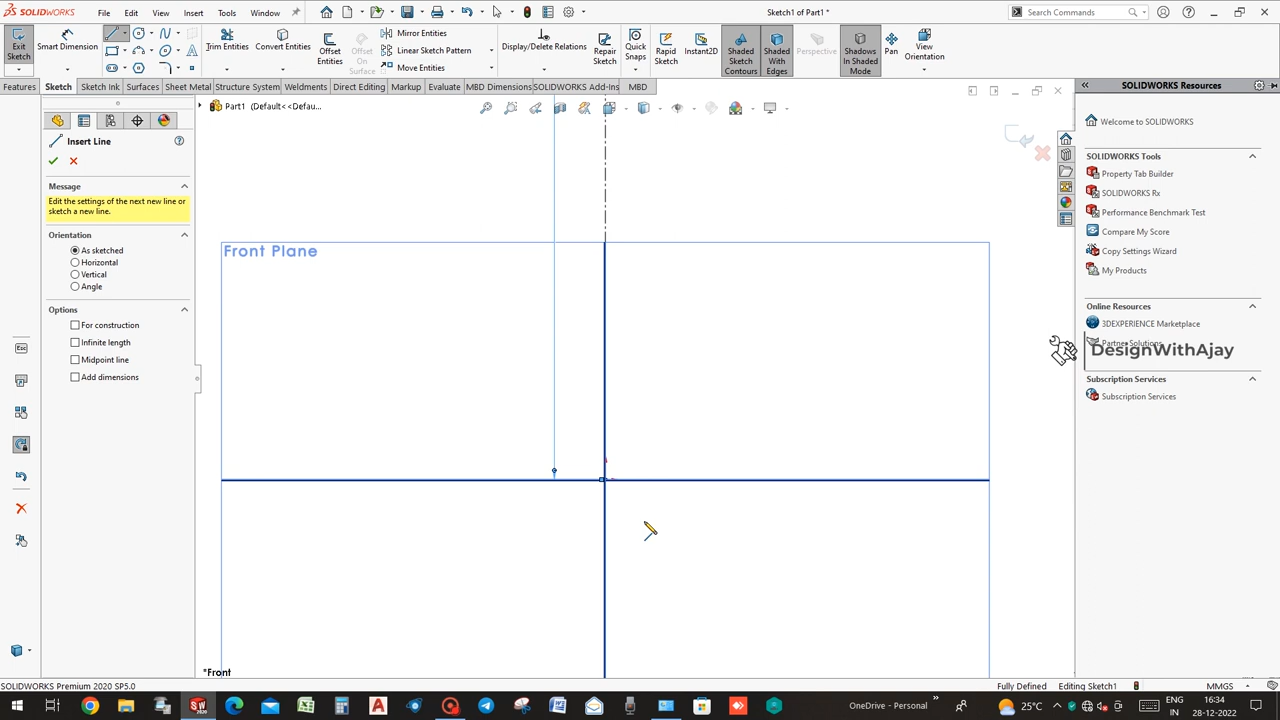 SOLIDWORKS
File
Edit
View
Insert
Tools
Window
Sketch1 of Part1 *
Search Commands
Exit Sketch
Smart Dimension
Trim Entities
Convert Entities
Offset Entities
Offset On Surface
Mirror Entities
Linear Sketch Pattern
Move Entities
Display/Delete Relations
Repair Sketch
Quick Snaps
Rapid Sketch
Instant2D
Shaded Sketch Contours
Shaded With Edges
Perspective
Shadows In Shaded Mode
Pan
View Orientation
Features
Sketch
Sketch Ink
Surfaces
Sheet Metal
Structure System
Weldments
Direct Editing
Markup
Evaluate
MBD Dimensions
SOLIDWORKS Add-Ins
MBD
SOLIDWORKS Resources
Part1 (Default<<Defau...
Insert Line
Message
Edit the settings of the next new line or
sketch a new line.
Orientation
As sketched
Horizontal
Vertical
Angle
Options
For construction
Infinite length
Midpoint line
Add dimensions
Esc
Front Plane
*Front
Welcome to SOLIDWORKS
SOLIDWORKS Tools
Property Tab Builder
SOLIDWORKS Rx
Performance Benchmark Test
Compare My Score
Copy Settings Wizard
My Products
Online Resources
3DEXPERIENCE Marketplace
Partner Solutions
DesignWithAjay
Subscription Services
Subscription Services
SOLIDWORKS Premium 2020 SP5.0
Fully Defined
Editing Sketch1
MMGS
OneDrive - Personal
25°C
ENG
IN
16:34
28-12-2022